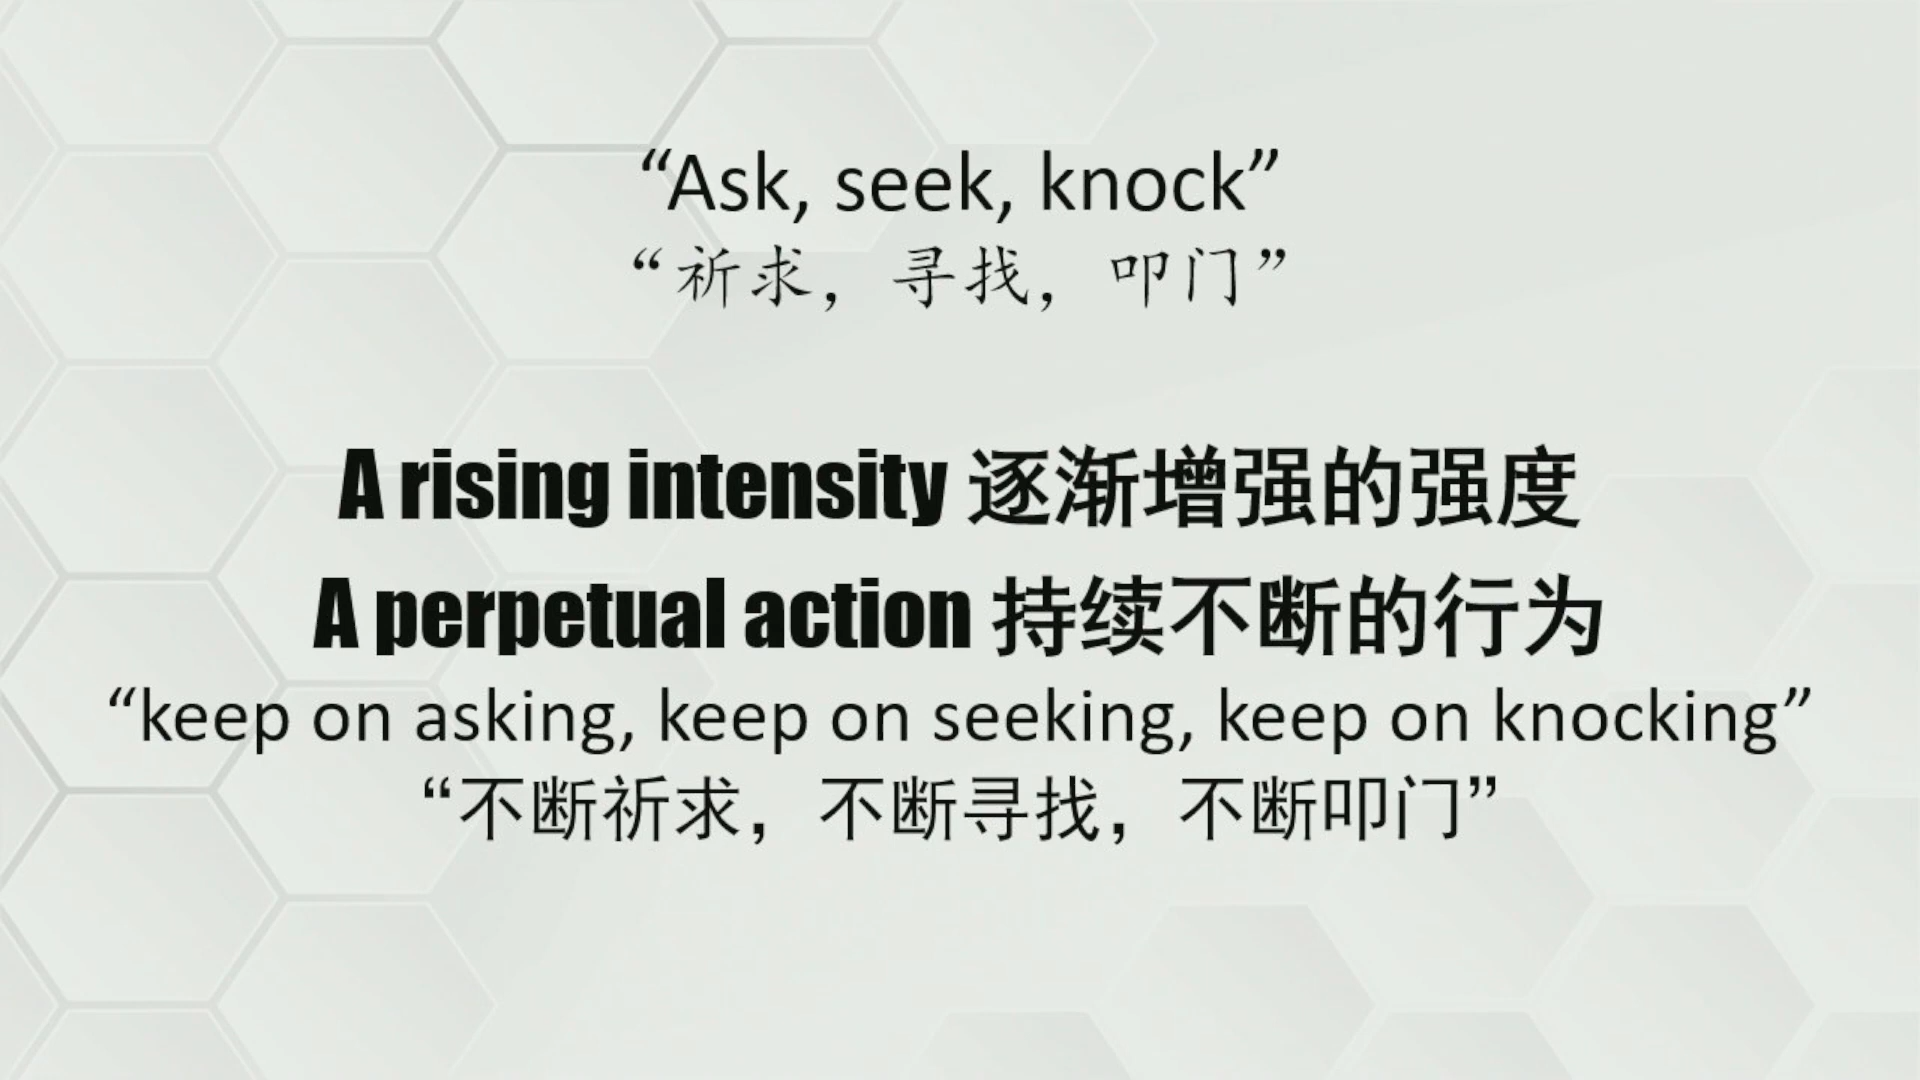 “Ask, seek, knock”
“祈求，寻找，叩门”
A rising intensity 逐渐增强的强度
A perpetual action 持续不断的行为
“keep on asking, keep on seeking, keep on knocking”
“不断祈求，不断寻找，不断叩门”